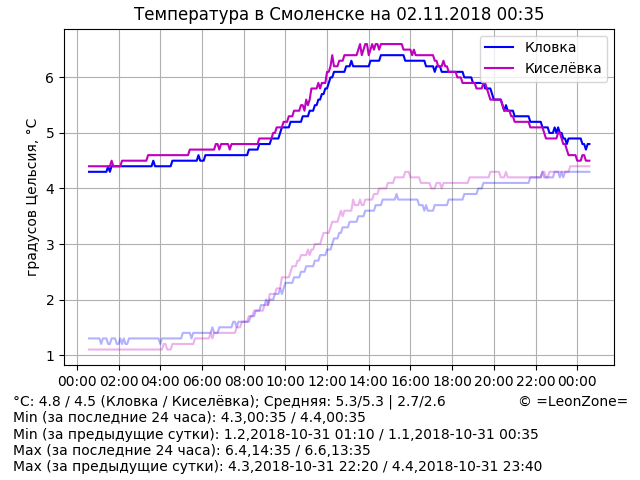 Температура в Смоленске на 02.11.2018 00:35
градусов Цельсия, °C
6
5
4
3
2
1
Кловка
Киселёвка
00:00 02:00 04:00 06:00 08:00 10:00 12:00 14:00 16:00 18:00 20:00 22:00 00:00
°C: 4.8 / 4.5 (Кловка / Киселёвка); Средняя: 5.3/5.3 | 2.7/2.6 © =LeonZone=
Min (за последние 24 часа): 4.3,00:35 / 4.4,00:35
Min (за предыдущие сутки): 1.2,2018-10-31 01:10 / 1.1,2018-10-31 00:35
Max (за последние 24 часа): 6.4,14:35 / 6.6,13:35
Max (за предыдущие сутки): 4.3,2018-10-31 22:20 / 4.4,2018-10-31 23:40